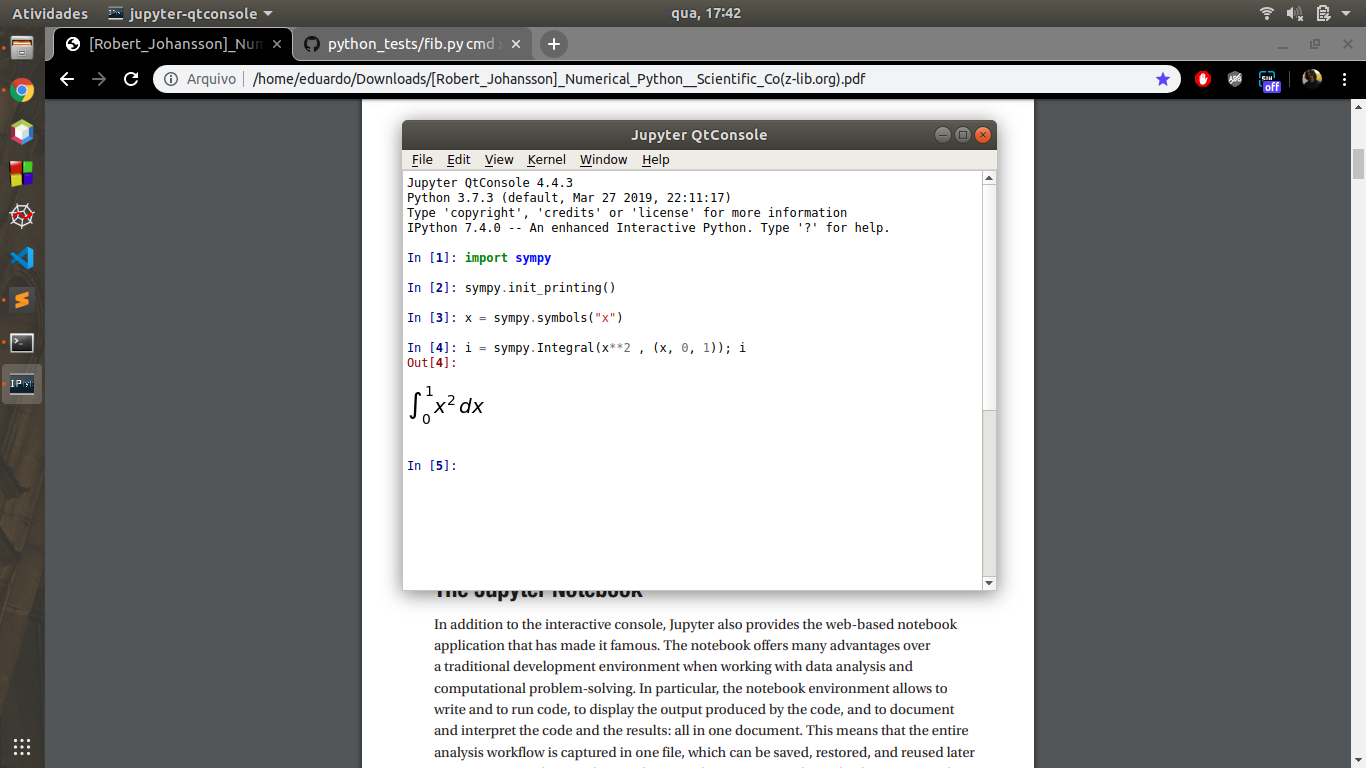 Atividades jupyter-qtconsole qua, 17:42
[Robert_Johansson]_Num python_tests/fib.py cmd
Arquivo /home/eduardo/Downloads/[Robert_Johansson]_Numerical_Python__Scientific_Co(z-lib.org).pdf
off
Jupyter QtConsole
File Edit View Kernel Window Help
Jupyter QtConsole 4.4.3
Python 3.7.3 (default, Mar 27 2019, 22:11:17)
Type 'copyright', 'credits' or 'license' for more information
IPython 7.4.0 -- An enhanced Interactive Python. Type '?' for help.
In [1]: import sympy
In [2]: sympy.init_printing()
In [3]: x = sympy.symbols("x")
In [4]: i = sympy.Integral(x**2 , (x, 0, 1)); i
Out[4]:
∫₀¹ x² dx
In [5]:
The Jupyter Notebook
In addition to the interactive console, Jupyter also provides the web-based notebook
application that has made it famous. The notebook offers many advantages over
a traditional development environment when working with data analysis and
computational problem-solving. In particular, the notebook environment allows to
write and to run code, to display the output produced by the code, and to document
and interpret the code and the results: all in one document. This means that the entire
analysis workflow is captured in one file, which can be saved, restored, and reused later